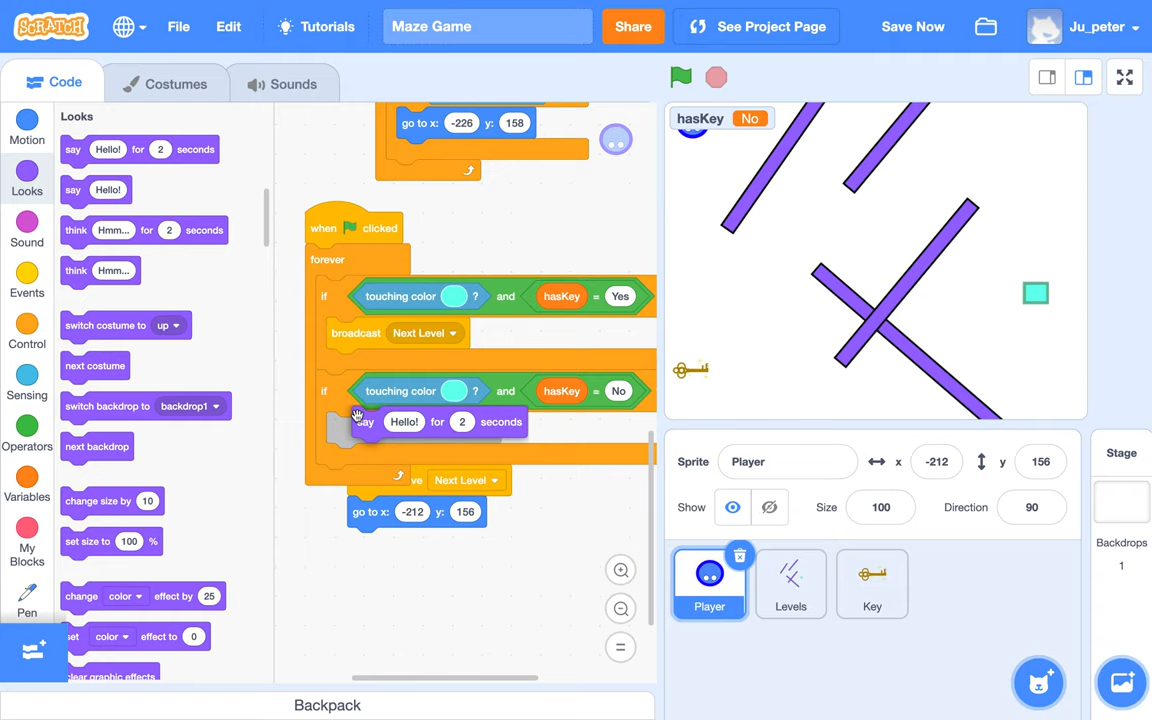 SCRATCH
File
Edit
Tutorials
Maze Game
Share
See Project Page
Save Now
Ju_peter
Code
Costumes
Sounds
Motion
Looks
Sound
Events
Control
Sensing
Operators
Variables
My
Blocks
Pen
Looks
say Hello! for 2 seconds
say Hello!
think Hmm... for 2 seconds
think Hmm...
switch costume to up
next costume
switch backdrop to backdrop1
next backdrop
change size by 10
set size to 100 %
change color effect by 25
set color effect to 0
clear graphic effects
go to x: -226 y: 158
when clicked
forever
if touching color ? and hasKey = Yes
broadcast Next Level
if touching color ? and hasKey = No
say Hello! for 2 seconds
ve Next Level
go to x: -212 y: 156
Backpack
hasKey No
Sprite Player x -212 y 156
Show Size 100 Direction 90
Player
Levels
Key
Stage
Backdrops
1